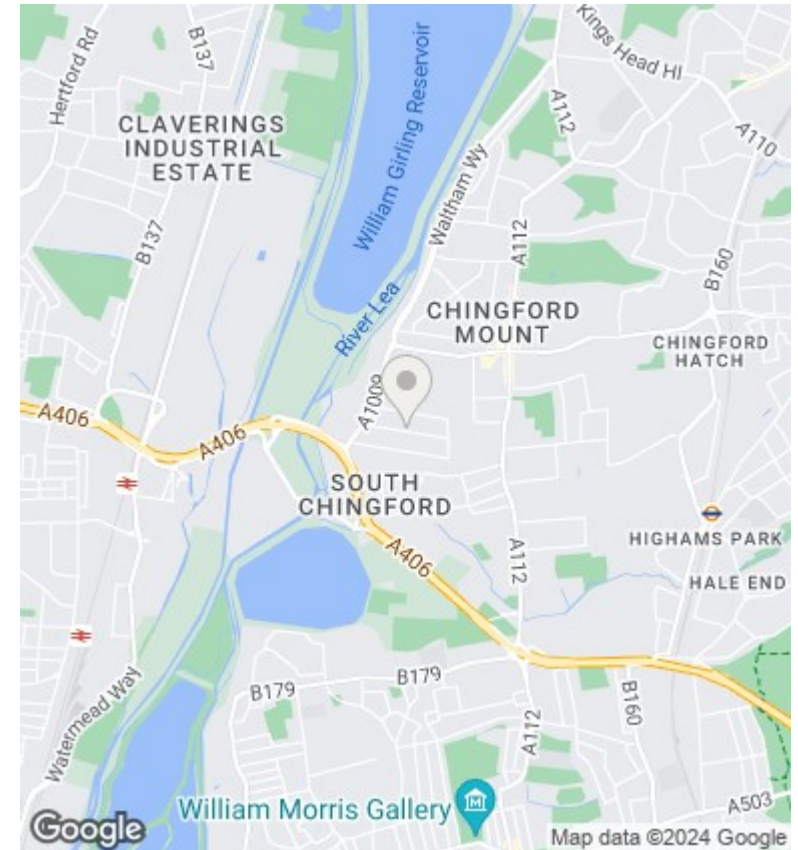 Hertford Rd
B137
William Girling Reservoir
Kings Head Hl
A112
A110
CLAVERINGS
INDUSTRIAL
ESTATE
Waltham Wy
B137
A112
B160
River Lea
CHINGFORD
MOUNT
CHINGFORD
HATCH
A1009
A406
A406
SOUTH
CHINGFORD
A406
A112
HIGHAMS PARK
HALE END
Watermead Way
B179
B179
B160
A112
William Morris Gallery
A503
Google
Map data ©2024 Google